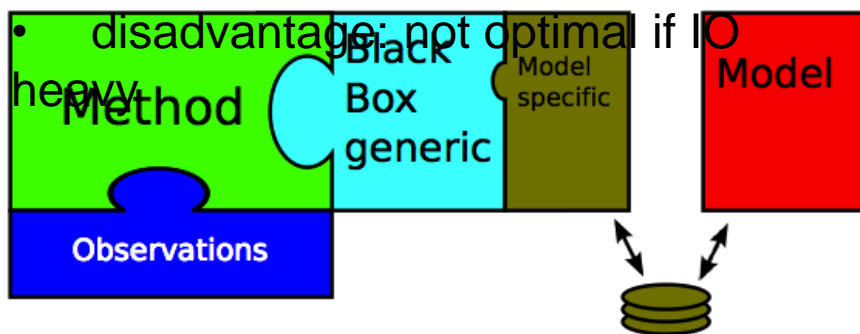 • disadvantage: not optimal if IO
heavy
Method
Black
Box
generic
Model
specific
Model
Observations